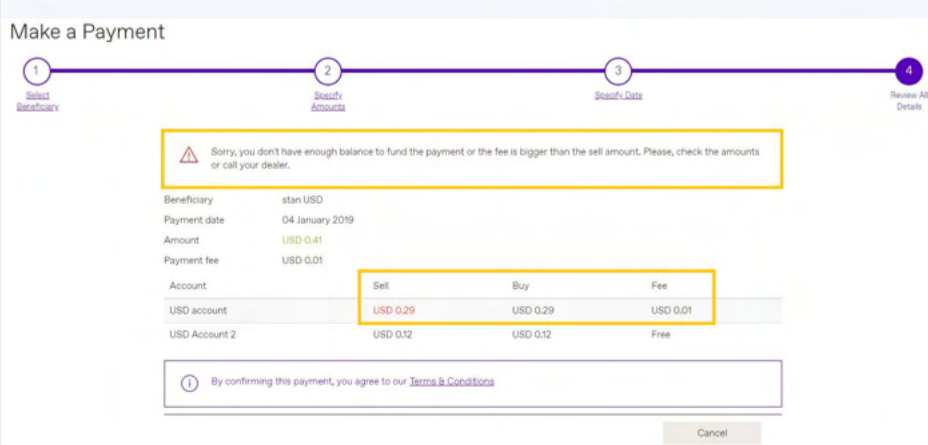 Make a Payment
1
2
3
4
Select
Beneficiary
Specify
Amounts
Specify Date
Review All
Details
Sorry, you don't have enough balance to fund the payment or the fee is bigger than the sell amount. Please, check the amounts
or call your dealer.
Beneficiary stan USD
Payment date 04 January 2019
Amount USD 0.41
Payment fee USD 0.01
Account Sell Buy Fee
USD account USD 0.29 USD 0.29 USD 0.01
USD Account 2 USD 0.12 USD 0.12 Free
By confirming this payment, you agree to our Terms & Conditions
Cancel